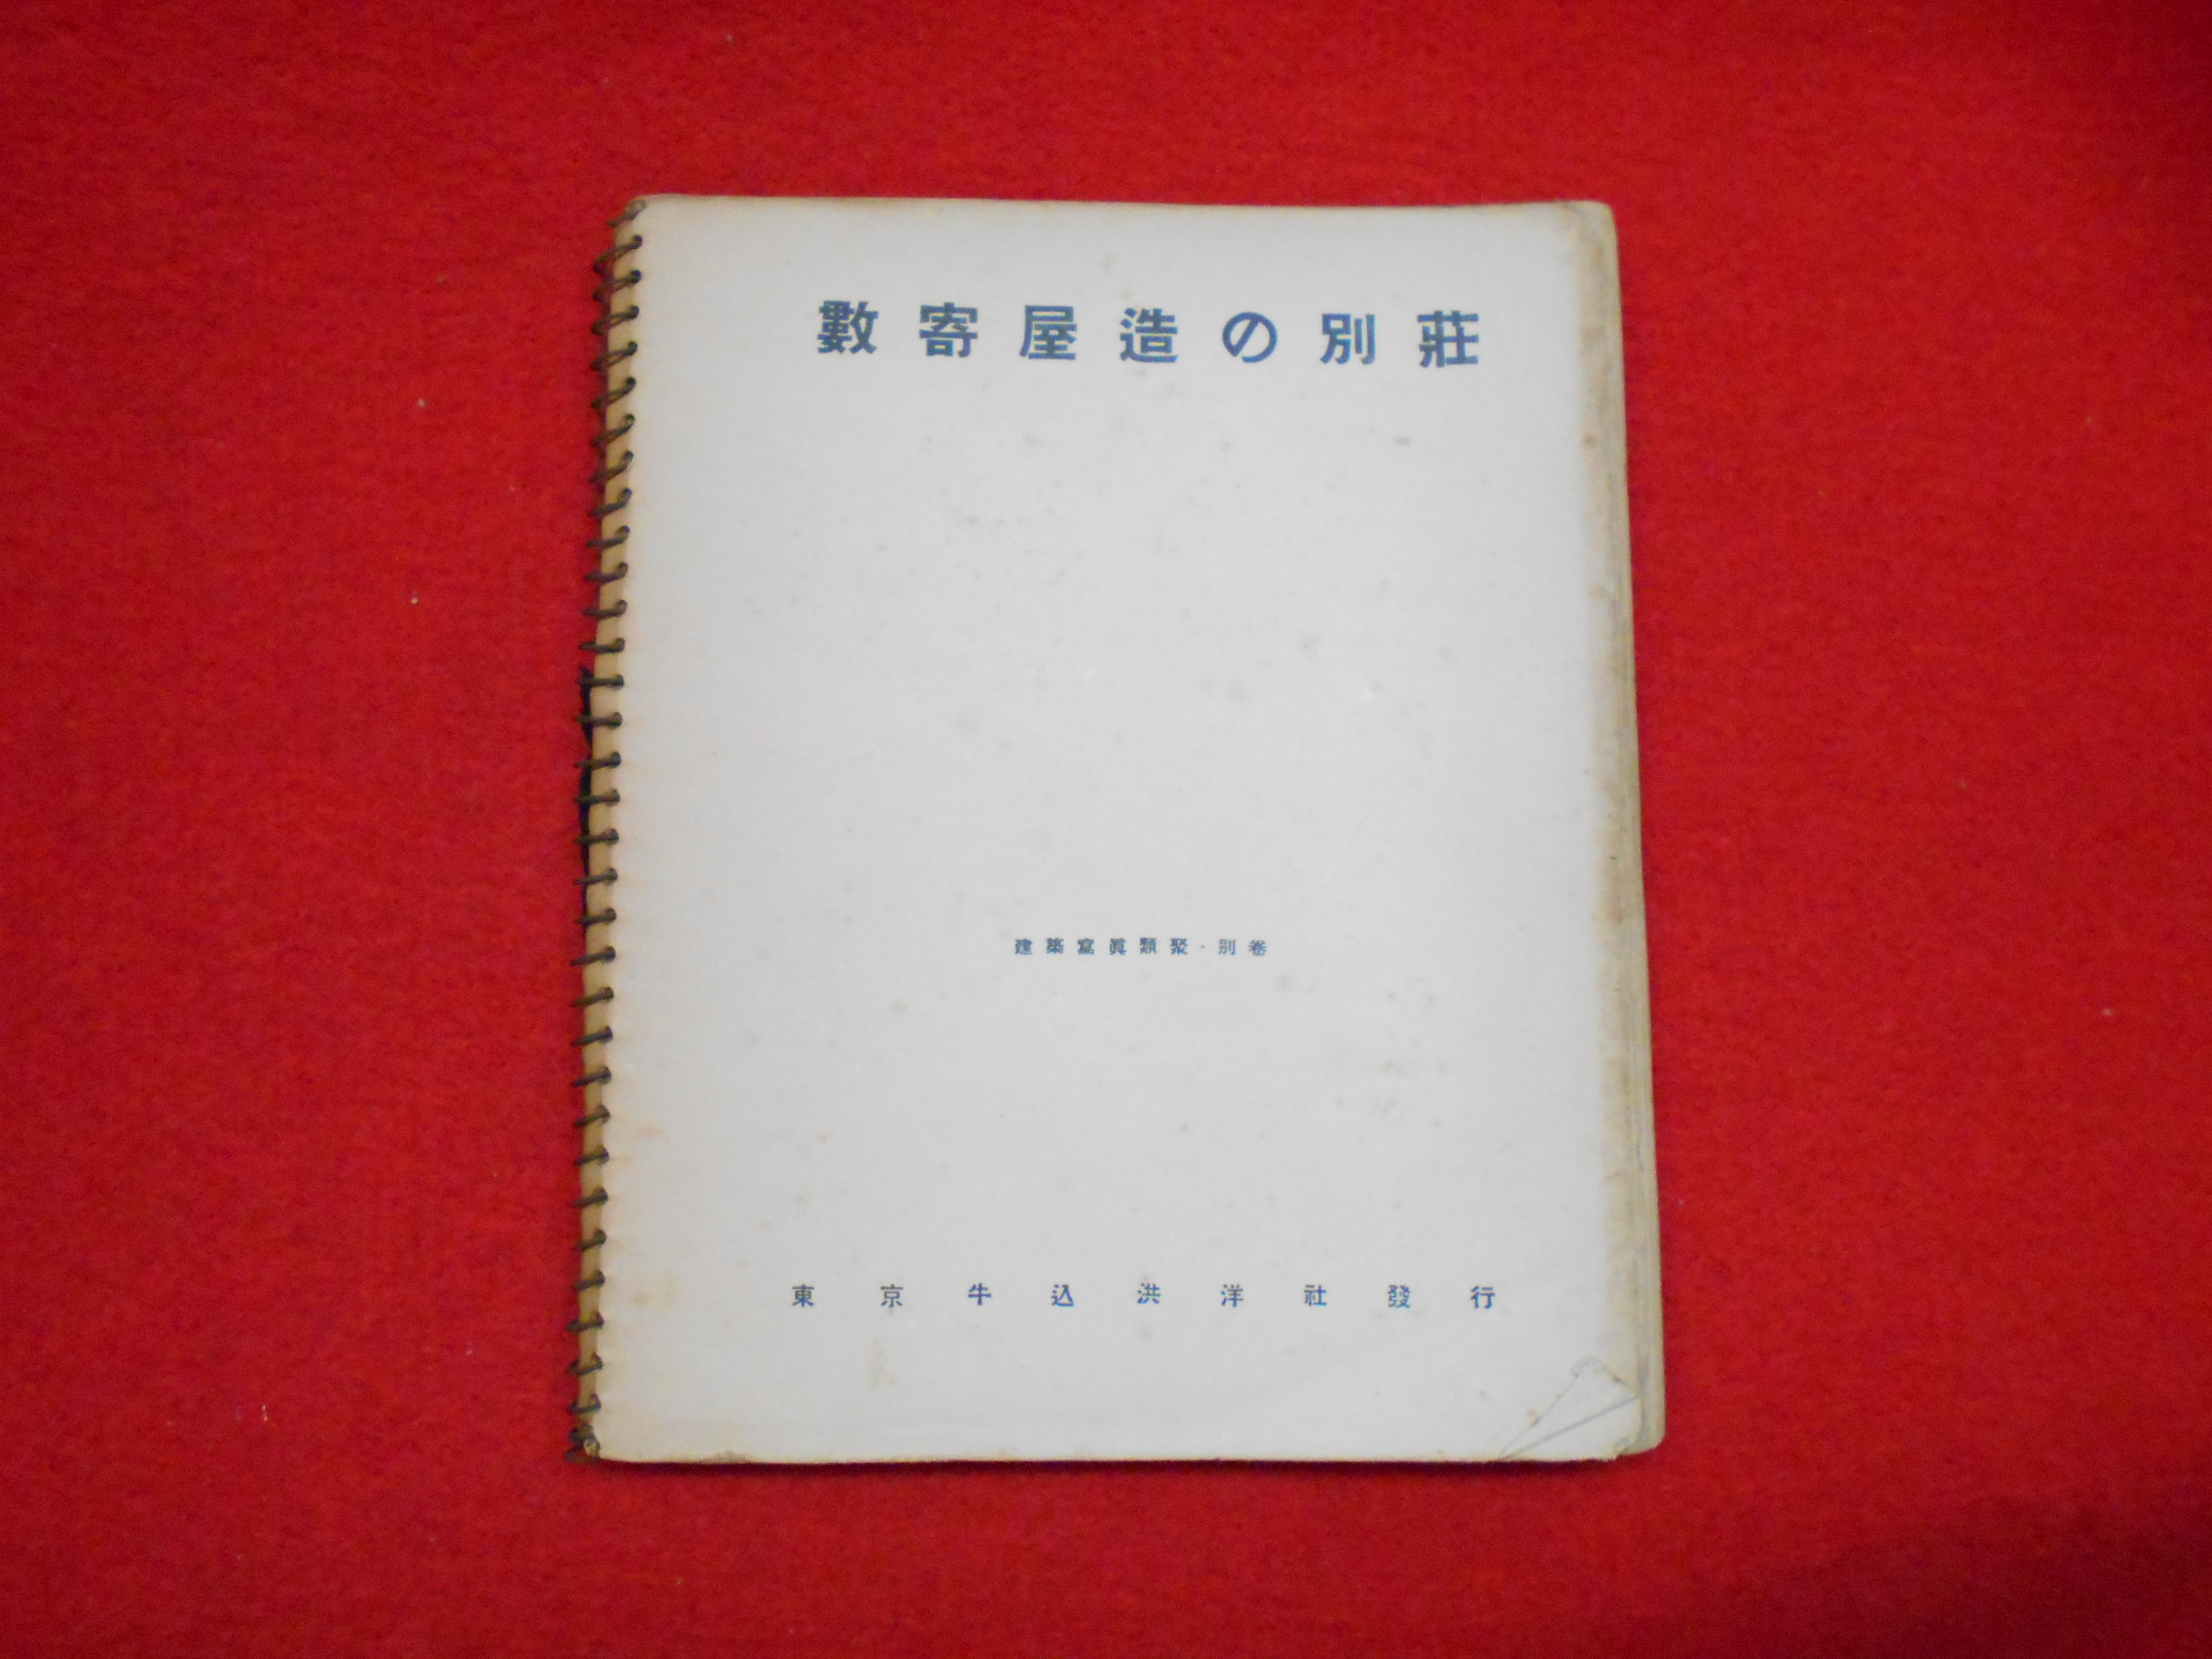 數寄屋造の別莊
建築寫眞類聚・別卷
東京牛込洪洋社發行